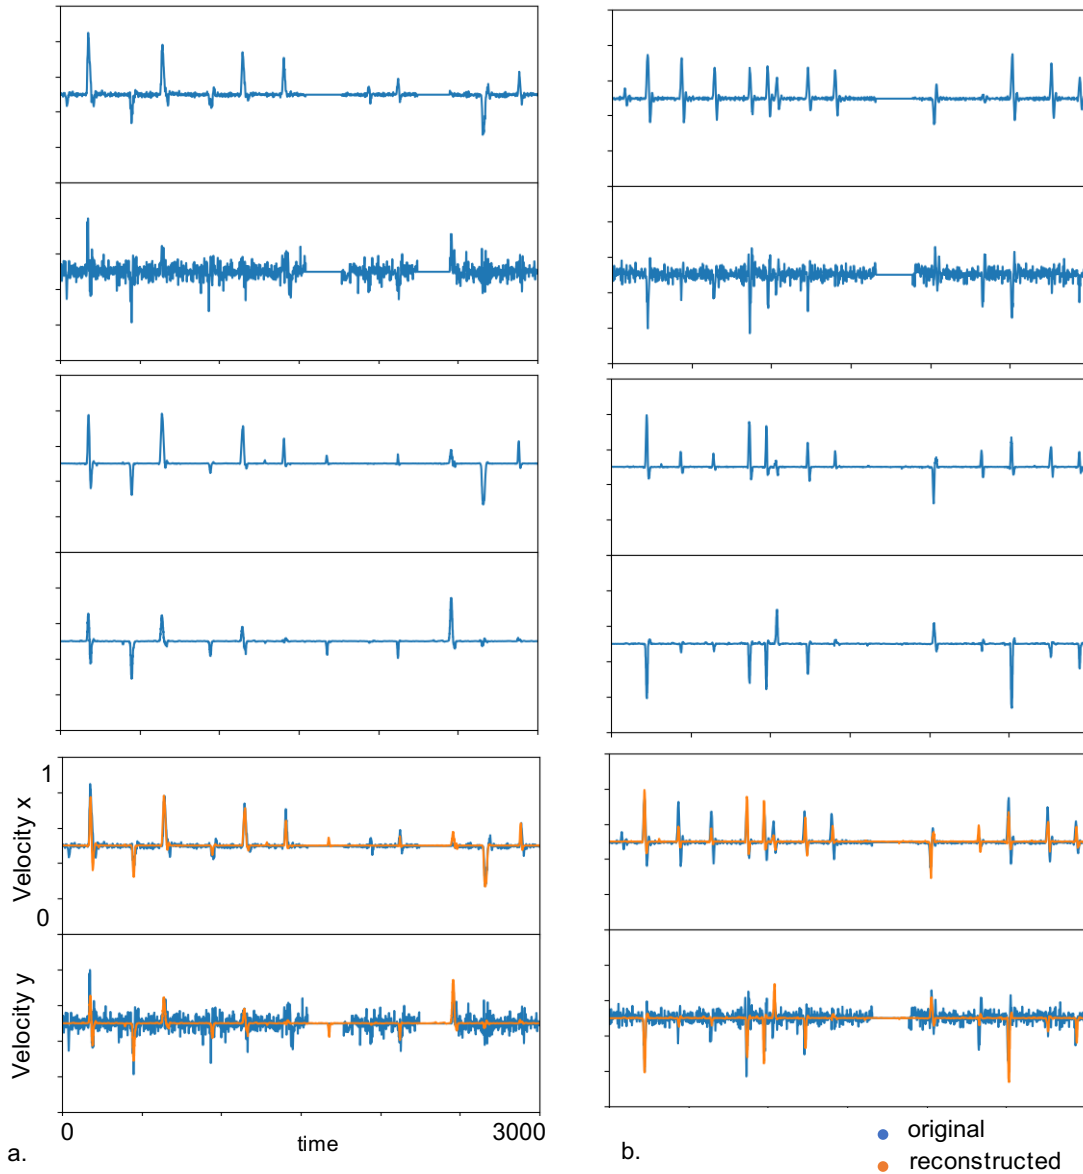 1
Velocity x
0
Velocity y
0
time
3000
a.
b.
original
reconstructed